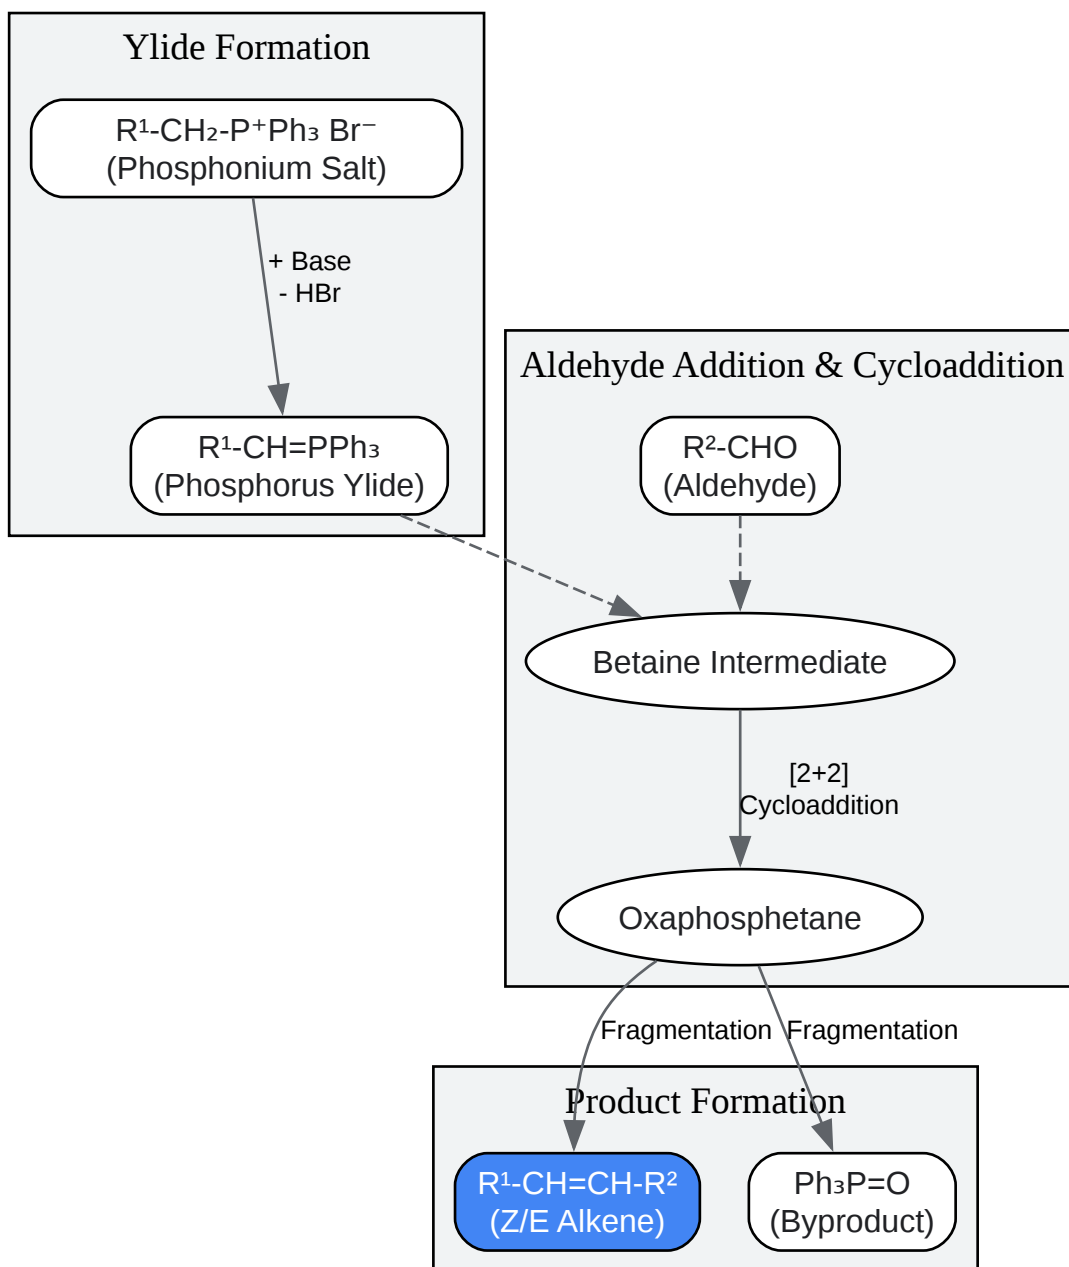 Ylide Formation
R¹-CH₂-P⁺Ph₃ Br⁻
(Phosphonium Salt)
+ Base
- HBr
R¹-CH=PPh₃
(Phosphorus Ylide)
Aldehyde Addition & Cycloaddition
R²-CHO
(Aldehyde)
Betaine Intermediate
[2+2]
Cycloaddition
Oxaphosphetane
Fragmentation
Fragmentation
Product Formation
R¹-CH=CH-R²
(Z/E Alkene)
Ph₃P=O
(Byproduct)